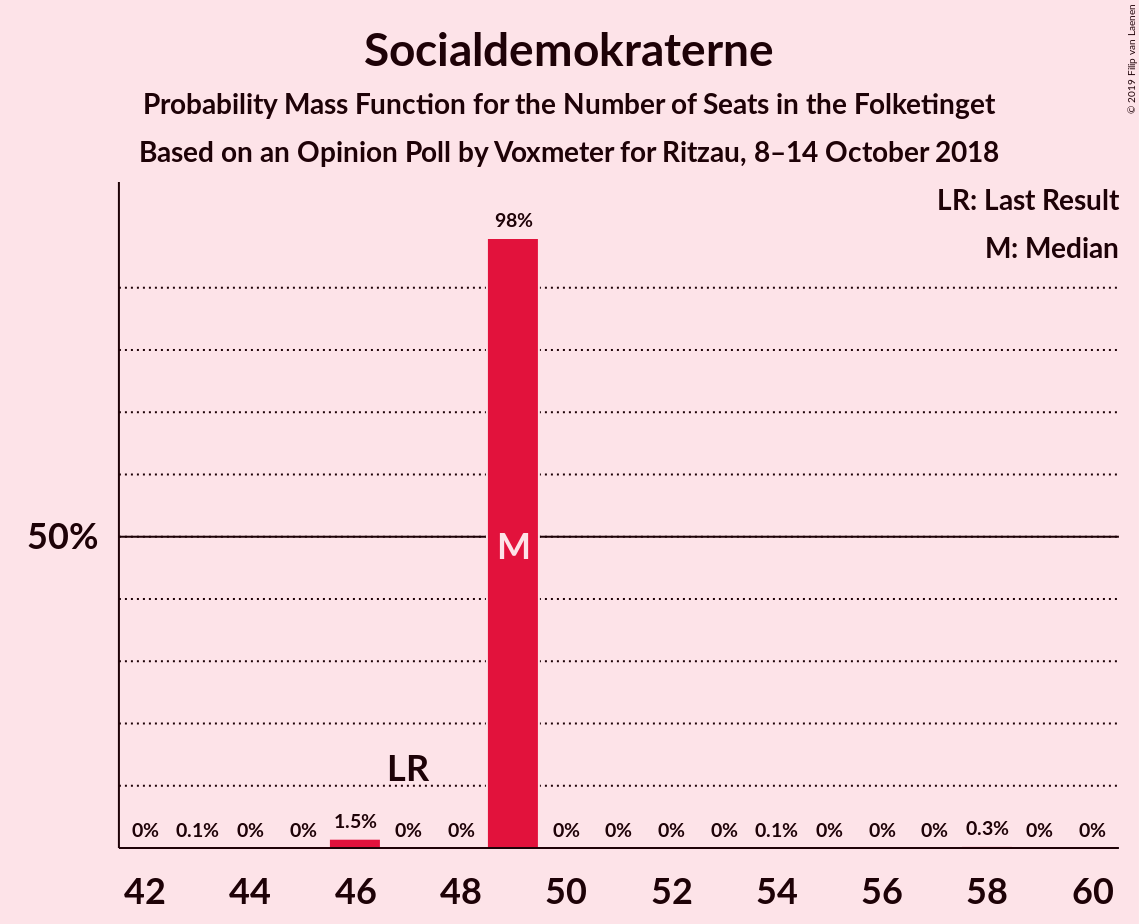 Socialdemokraterne
Probability Mass Function for the Number of Seats in the Folketinget
Based on an Opinion Poll by Voxmeter for Ritzau, 8–14 October 2018
© 2019 Filip van Laenen
LR: Last Result
M: Median
98%
50%
M
LR
0% 0.1% 0% 0% 1.5% 0% 0% 0% 0% 0% 0% 0.1% 0% 0% 0% 0.3% 0% 0%
42 44 46 48 50 52 54 56 58 60